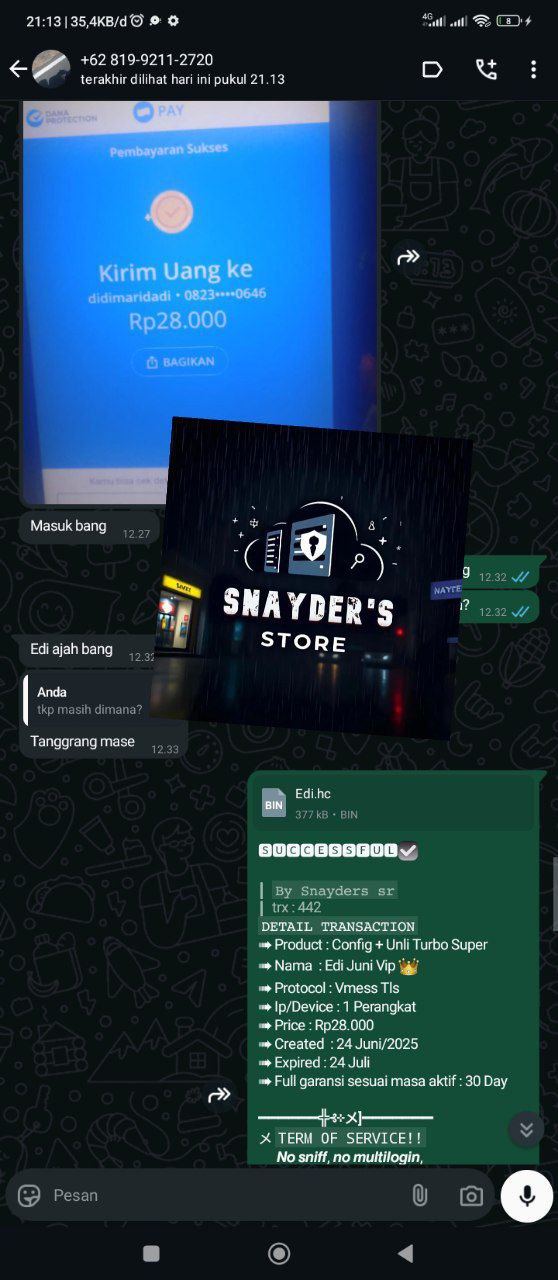 21:13 | 35,4KB/d
4G
8
+62 819-9211-2720
terakhir dilihat hari ini pukul 21.13
DANA
PROTECTION
PAY
Pembayaran Sukses
Kirim Uang ke
didimaridadi • 0823••••0646
Rp28.000
BAGIKAN
Masuk bang 12.27
g 12.32
? 12.32
SNAYDER'S
STORE
Edi ajah bang 12.32
Anda
tkp masih dimana?
Tanggrang mase 12.33
BIN
Edi.hc
377 kB • BIN
SUCCESSFUL
By Snayders sr
trx : 442
DETAIL TRANSACTION
➠ Product : Config + Unli Turbo Super
➠ Nama : Edi Juni Vip 👑
➠ Protocol : Vmess Tls
➠ Ip/Device : 1 Perangkat
➠ Price : Rp28.000
➠ Created : 24 Juni/2025
➠ Expired : 24 Juli
➠ Full garansi sesuai masa aktif : 30 Day
メ TERM OF SERVICE!!
No sniff, no multilogin,
Pesan